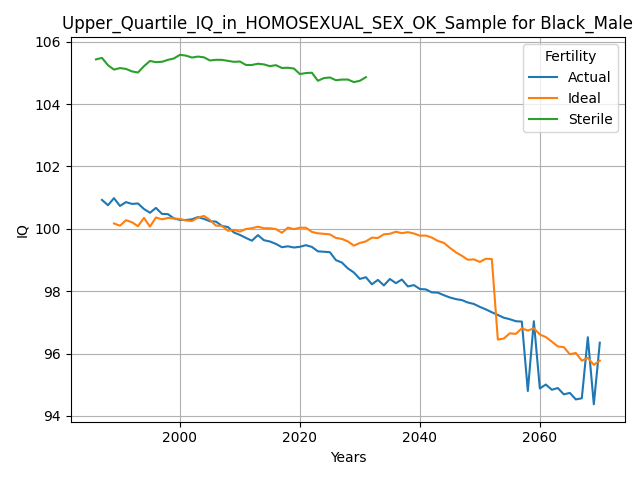 Upper_Quartile_IQ_in_HOMOSEXUAL_SEX_OK_Sample for Black_Male
106
104
102
100
98
96
94
IQ
Fertility
Actual
Ideal
Sterile
2000
2020
2040
2060
Years